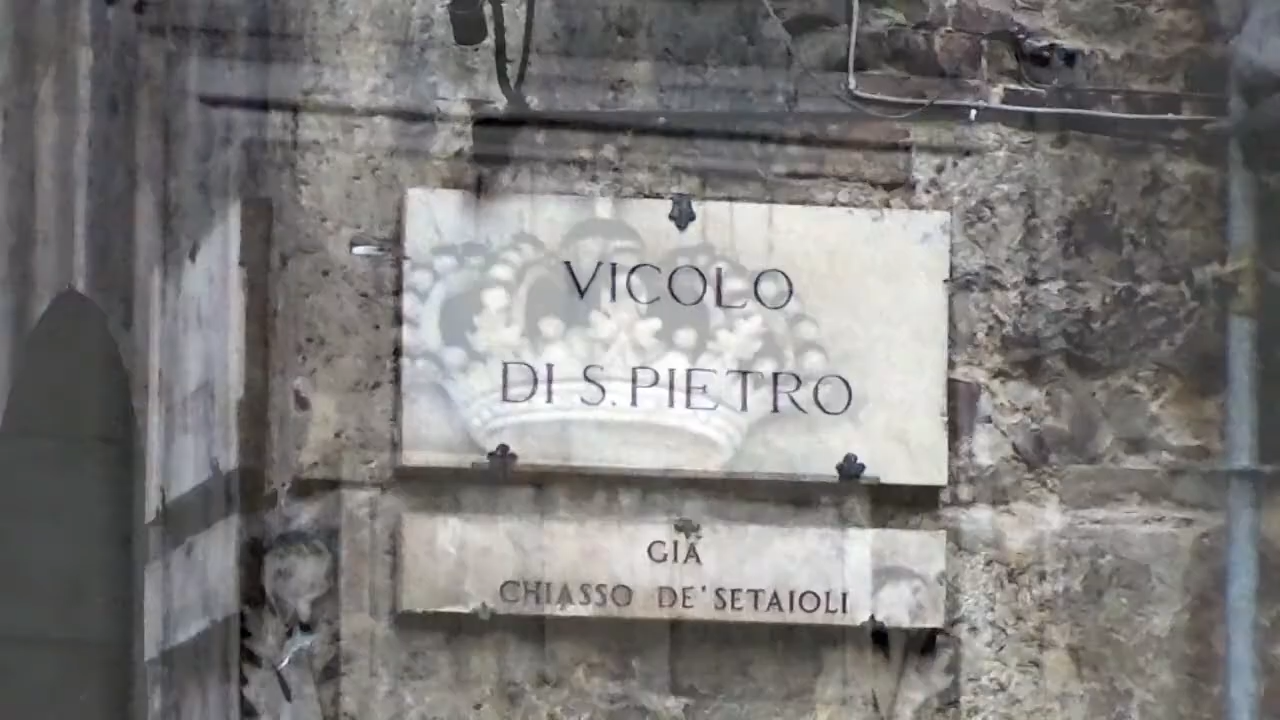 VICOLO
DI S. PIETRO
GIÀ
CHIASSO DE' SETAIOLI